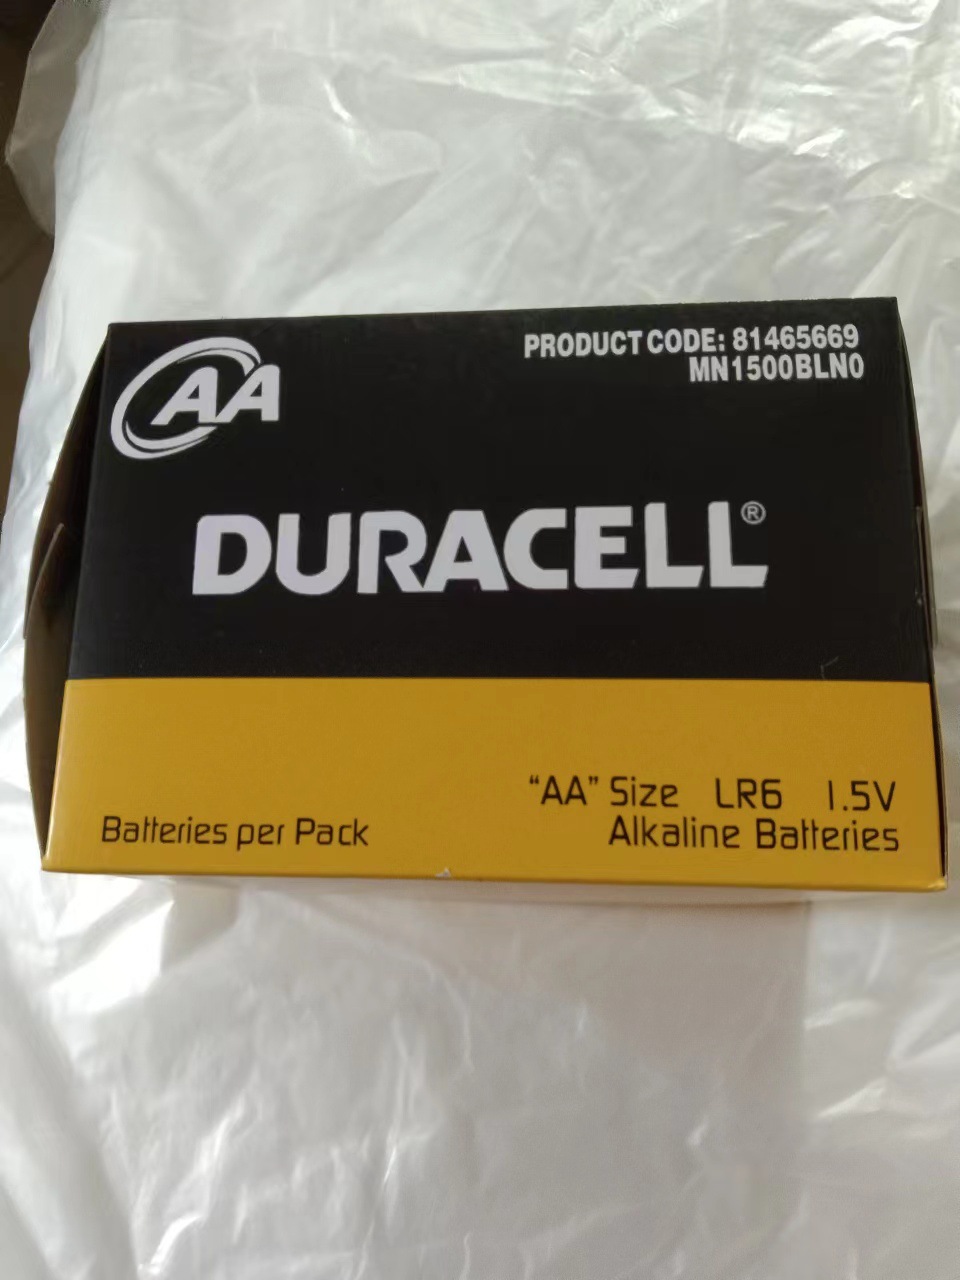 AA
PRODUCT CODE: 81465669
MN1500BLN0
DURACELL®
"AA" Size LR6 1.5V
Batteries per Pack
Alkaline Batteries